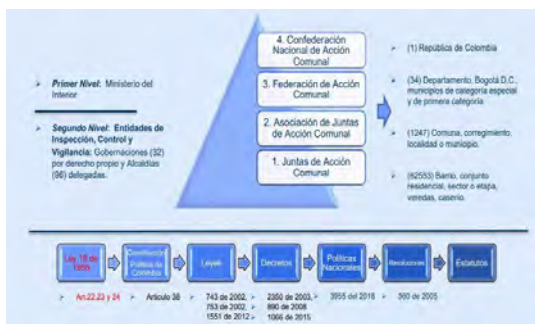 4. Confederación
Nacional de Acción
Comunal
3. Federación de Acción
Comunal
2. Asociación de Juntas
de Acción Comunal
1. Juntas de Acción
Comunal
➢ Primer Nivel: Ministerio del
Interior
➢ Segundo Nivel: Entidades de
Inspección, Control y
Vigilancia: Gobernaciones (32)
por derecho propio y Alcaldías
(96) delegadas.
➢ (1) República de Colombia
➢ (34) Departamento, Bogotá D.C.,
municipios de categoría especial
y de primera categoría
➢ (1247) Comuna, corregimiento,
localidad o municipio.
➢ (62553) Barrio, conjunto
residencial, sector o etapa,
veredas, caserío.
Ley 19 de
Constitución
Política de
Colombia
Leyes
Decretos
Políticas
Nacionales
Resoluciones
Estatutos
➢ Art.22,23 y 24
➢ Articulo 38
➢ 743 de 2002,
753 de 2002,
1551 de 2012
➢ 2350 de 2003,
890 de 2008
1066 de 2015
➢ 3955 del 2018
➢ 360 de 2005